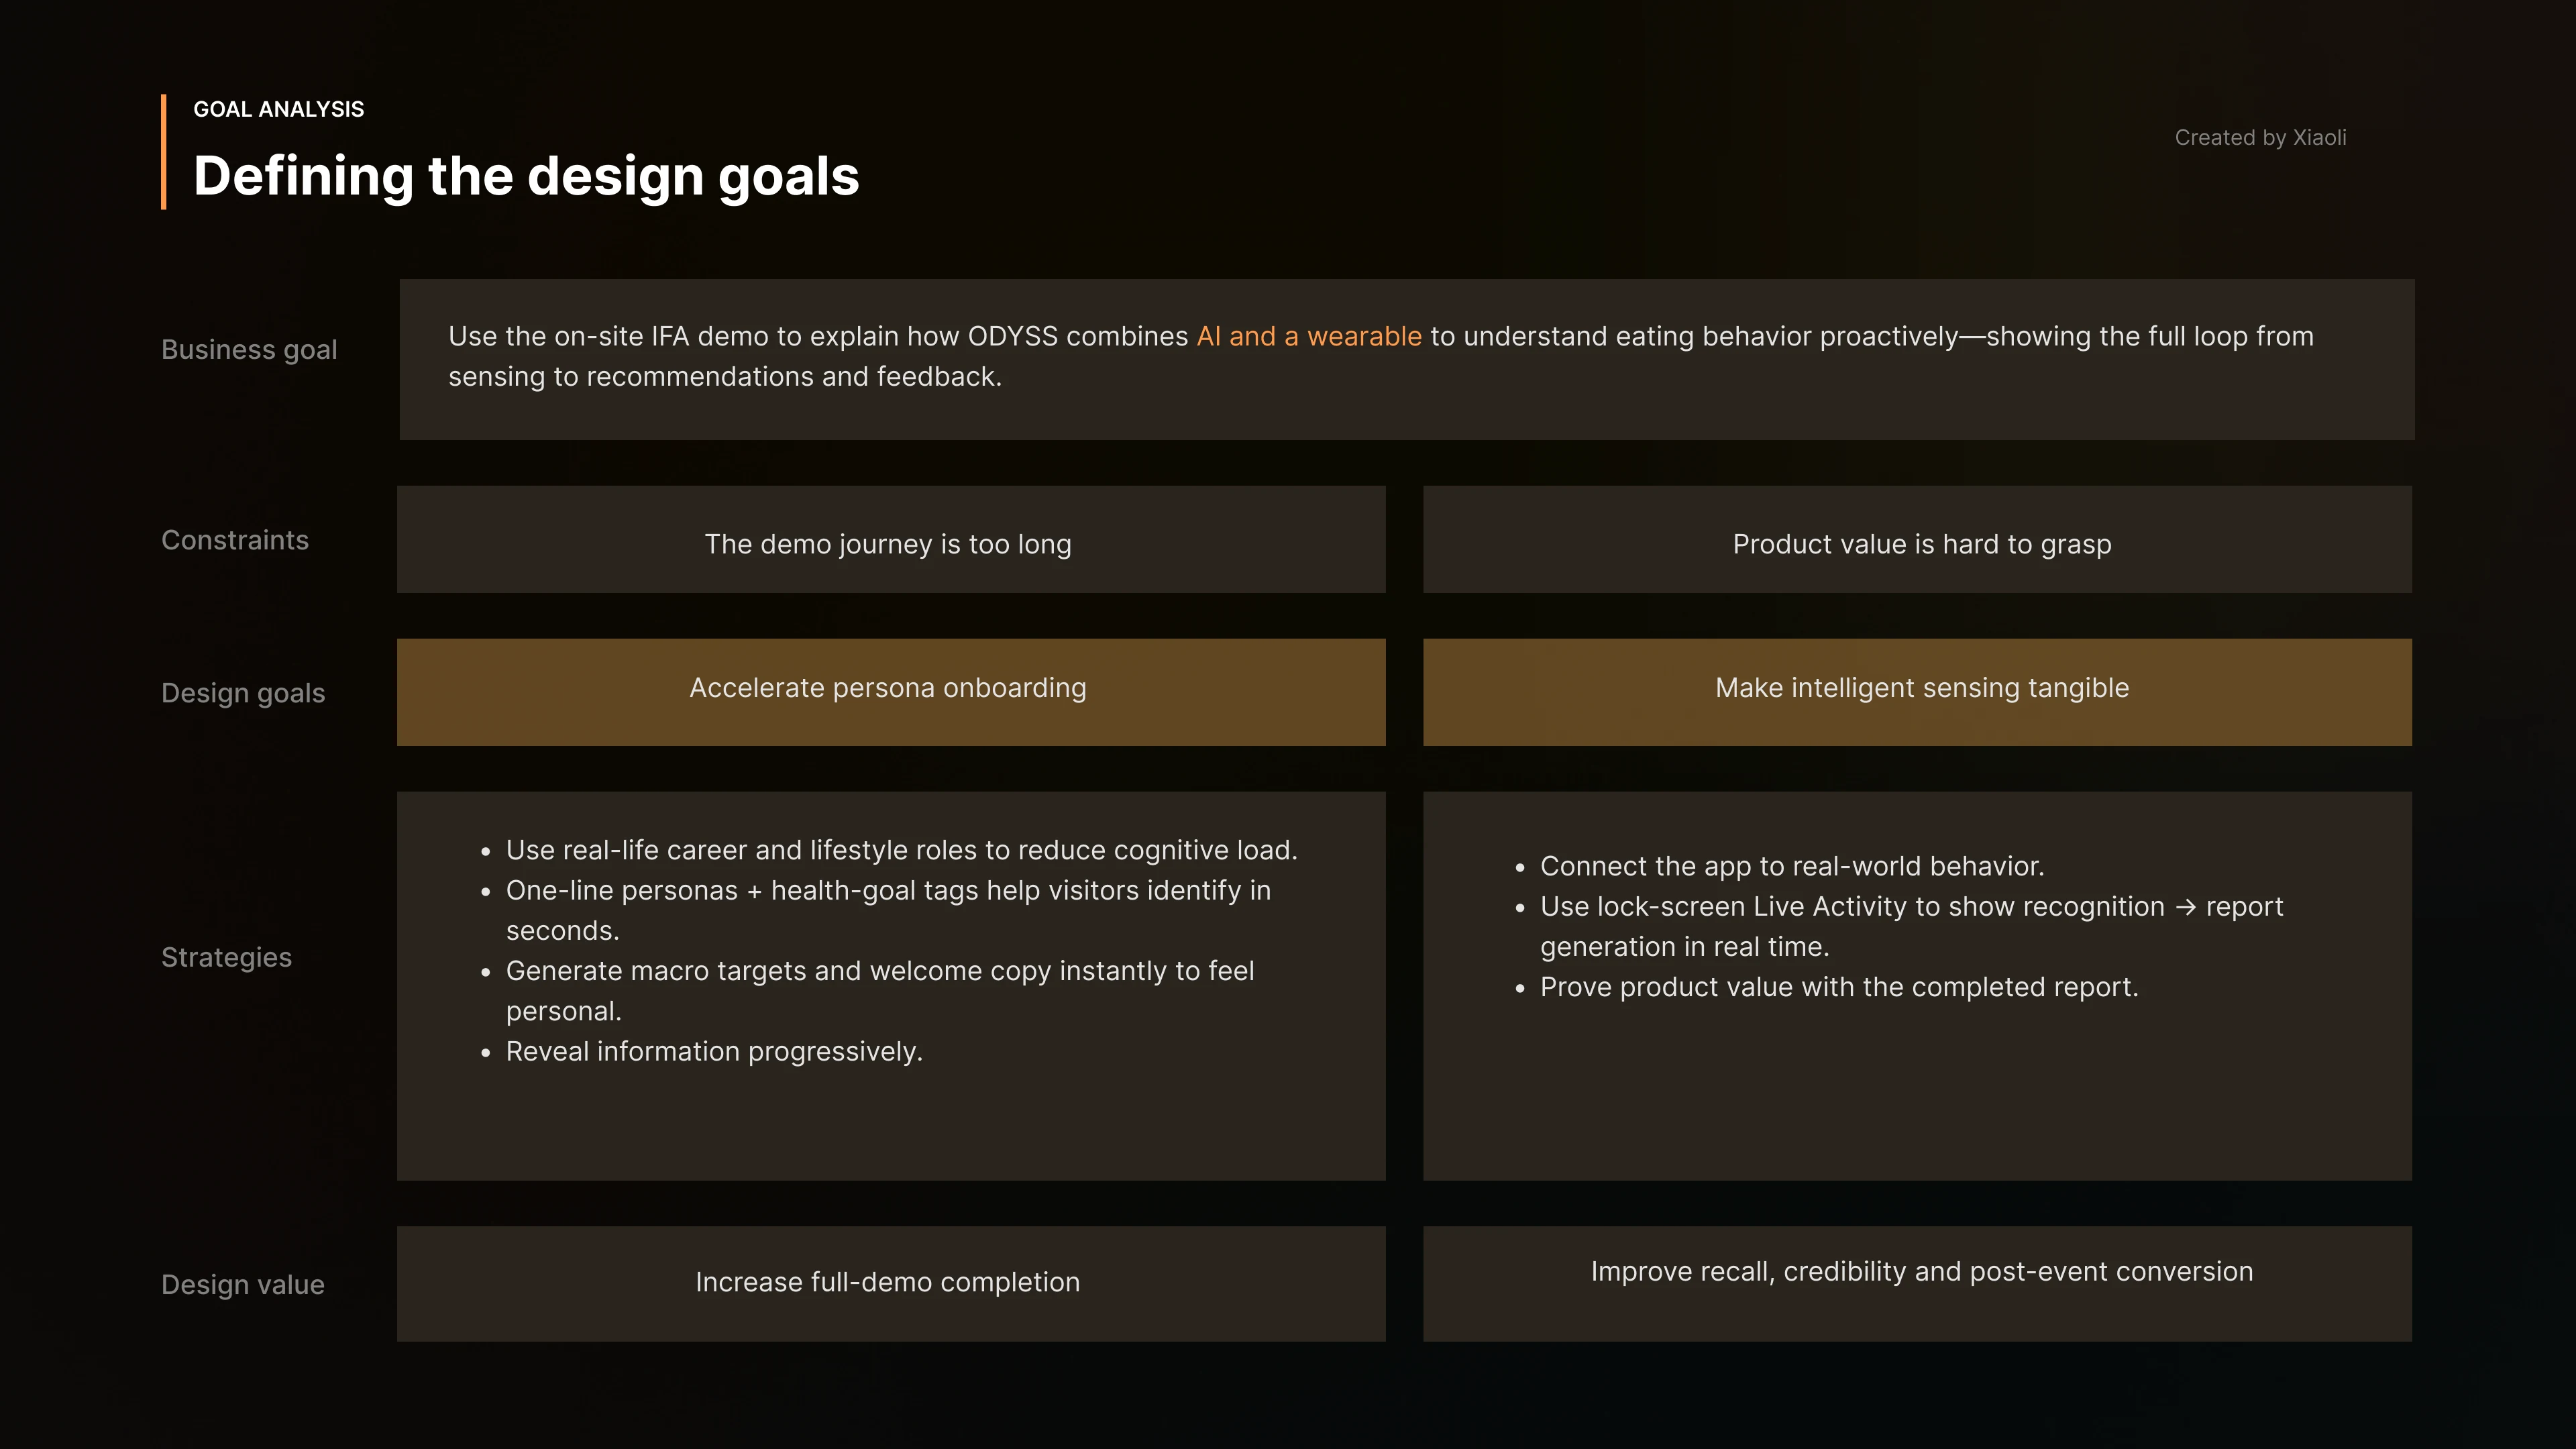 GOAL ANALYSIS
Defining the design goals
Created by Xiaoli
Business goal
Use the on-site IFA demo to explain how ODYSS combines AI and a wearable to understand eating behavior proactively—showing the full loop from
sensing to recommendations and feedback.
Constraints
The demo journey is too long
Product value is hard to grasp
Design goals
Accelerate persona onboarding
Make intelligent sensing tangible
Strategies
• Use real-life career and lifestyle roles to reduce cognitive load.
• One-line personas + health-goal tags help visitors identify in
seconds.
• Generate macro targets and welcome copy instantly to feel
personal.
• Reveal information progressively.
• Connect the app to real-world behavior.
• Use lock-screen Live Activity to show recognition → report
generation in real time.
• Prove product value with the completed report.
Design value
Increase full-demo completion
Improve recall, credibility and post-event conversion